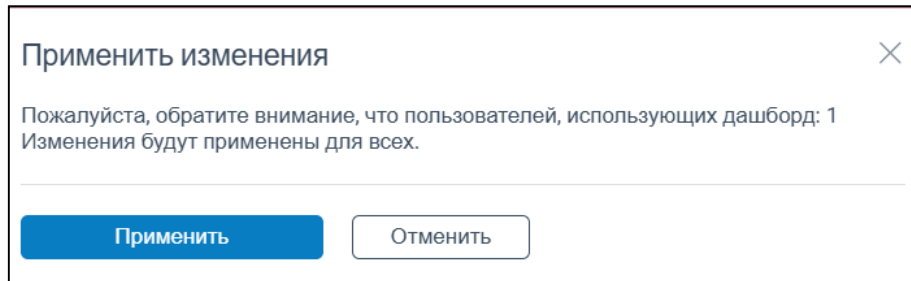 Применить изменения
Пожалуйста, обратите внимание, что пользователей, использующих дашборд: 1
Изменения будут применены для всех.
Применить
Отменить